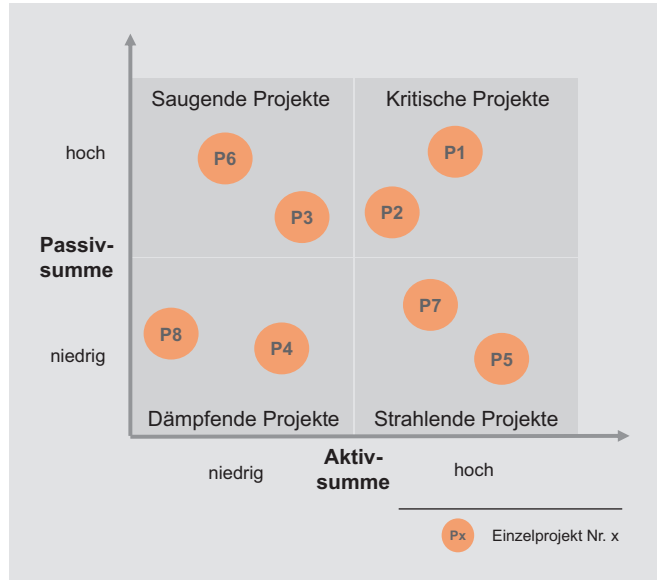 Saugende Projekte
Kritische Projekte
hoch
P6
P1
P3
P2
Passiv-
summe
P7
P8
P4
P5
niedrig
Dämpfende Projekte
Strahlende Projekte
niedrig
Aktiv-
summe
hoch
Px
Einzelprojekt Nr. x